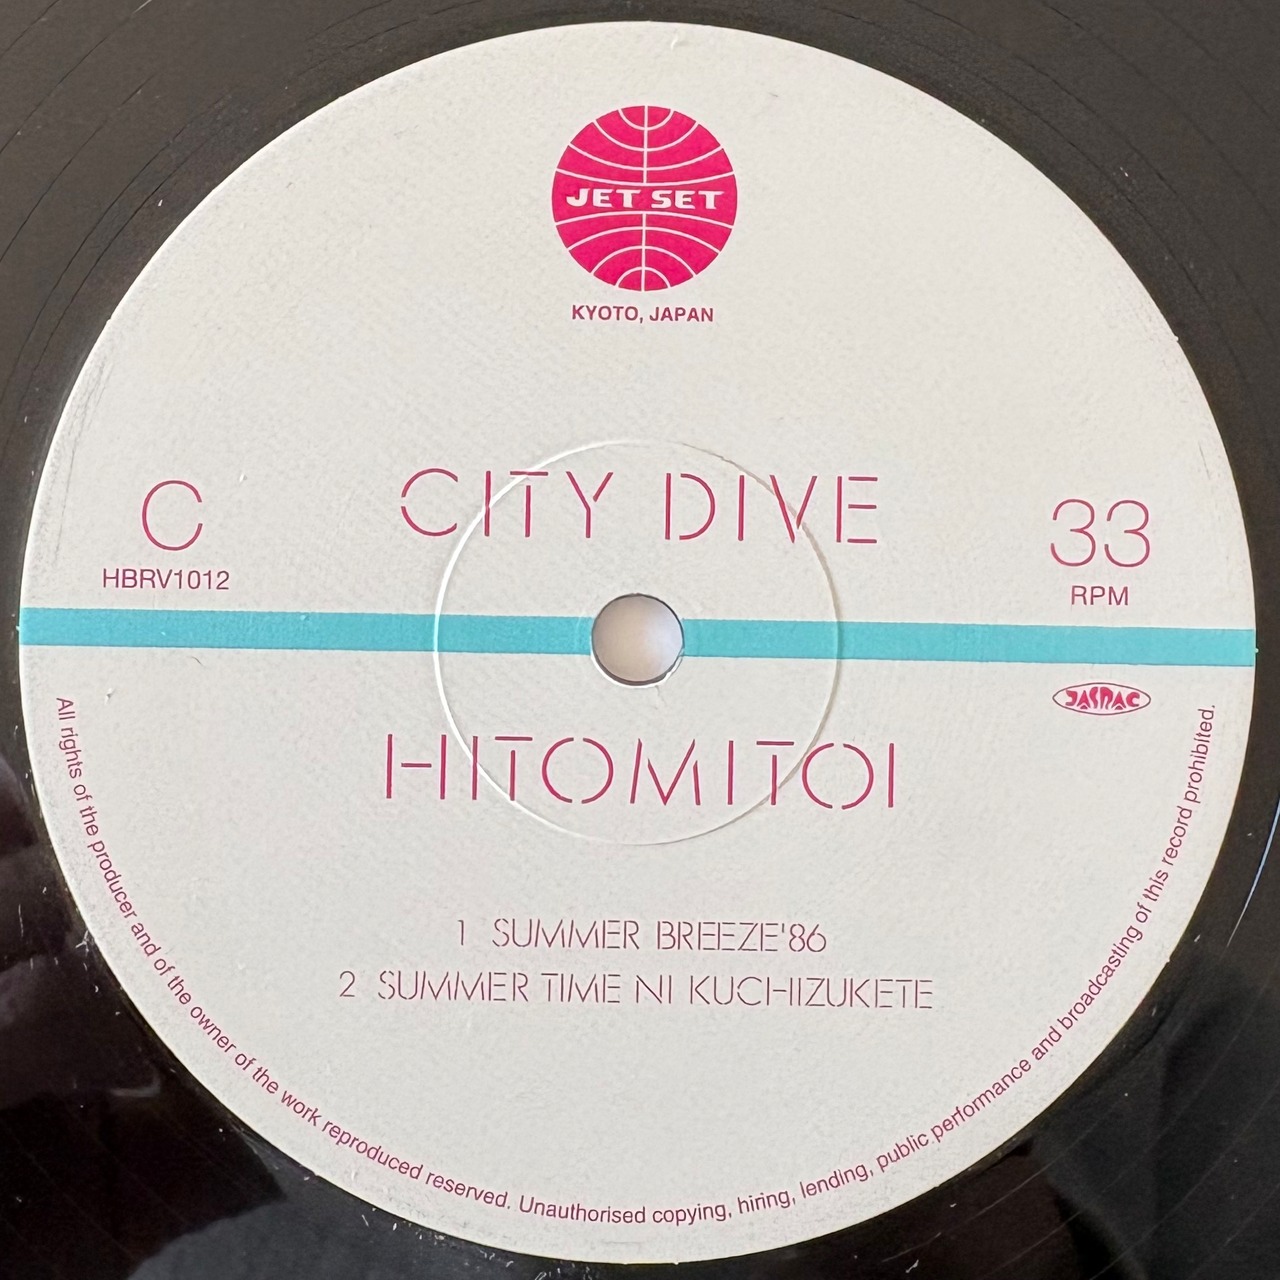 JET SET
KYOTO, JAPAN
CITY DIVE
C
HBRV1012
33
RPM
JASRAC
HITOMITOI
1 SUMMER BREEZE'86
2 SUMMER TIME NI KUCHIZUKETE
All rights of the producer and of the owner of the work reproduced reserved. Unauthorised copying, hiring, lending, public performance and broadcasting of this record prohibited.